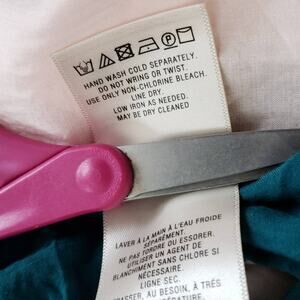 HAND WASH COLD SEPARATELY.
DO NOT WRING OR TWIST.
USE ONLY NON-CHLORINE BLEACH.
LINE DRY.
LOW IRON AS NEEDED.
MAY BE DRY CLEANED
LAVER À LA MAIN À L'EAU FROIDE
SÉPARÉMENT.
NE PAS TORDRE OU ESSORER.
UTILISER UN AGENT DE
BLANCHIMENT SANS CHLORE SI
NÉCESSAIRE.
LIGNE SEC.
AU BESOIN, À TRÈS